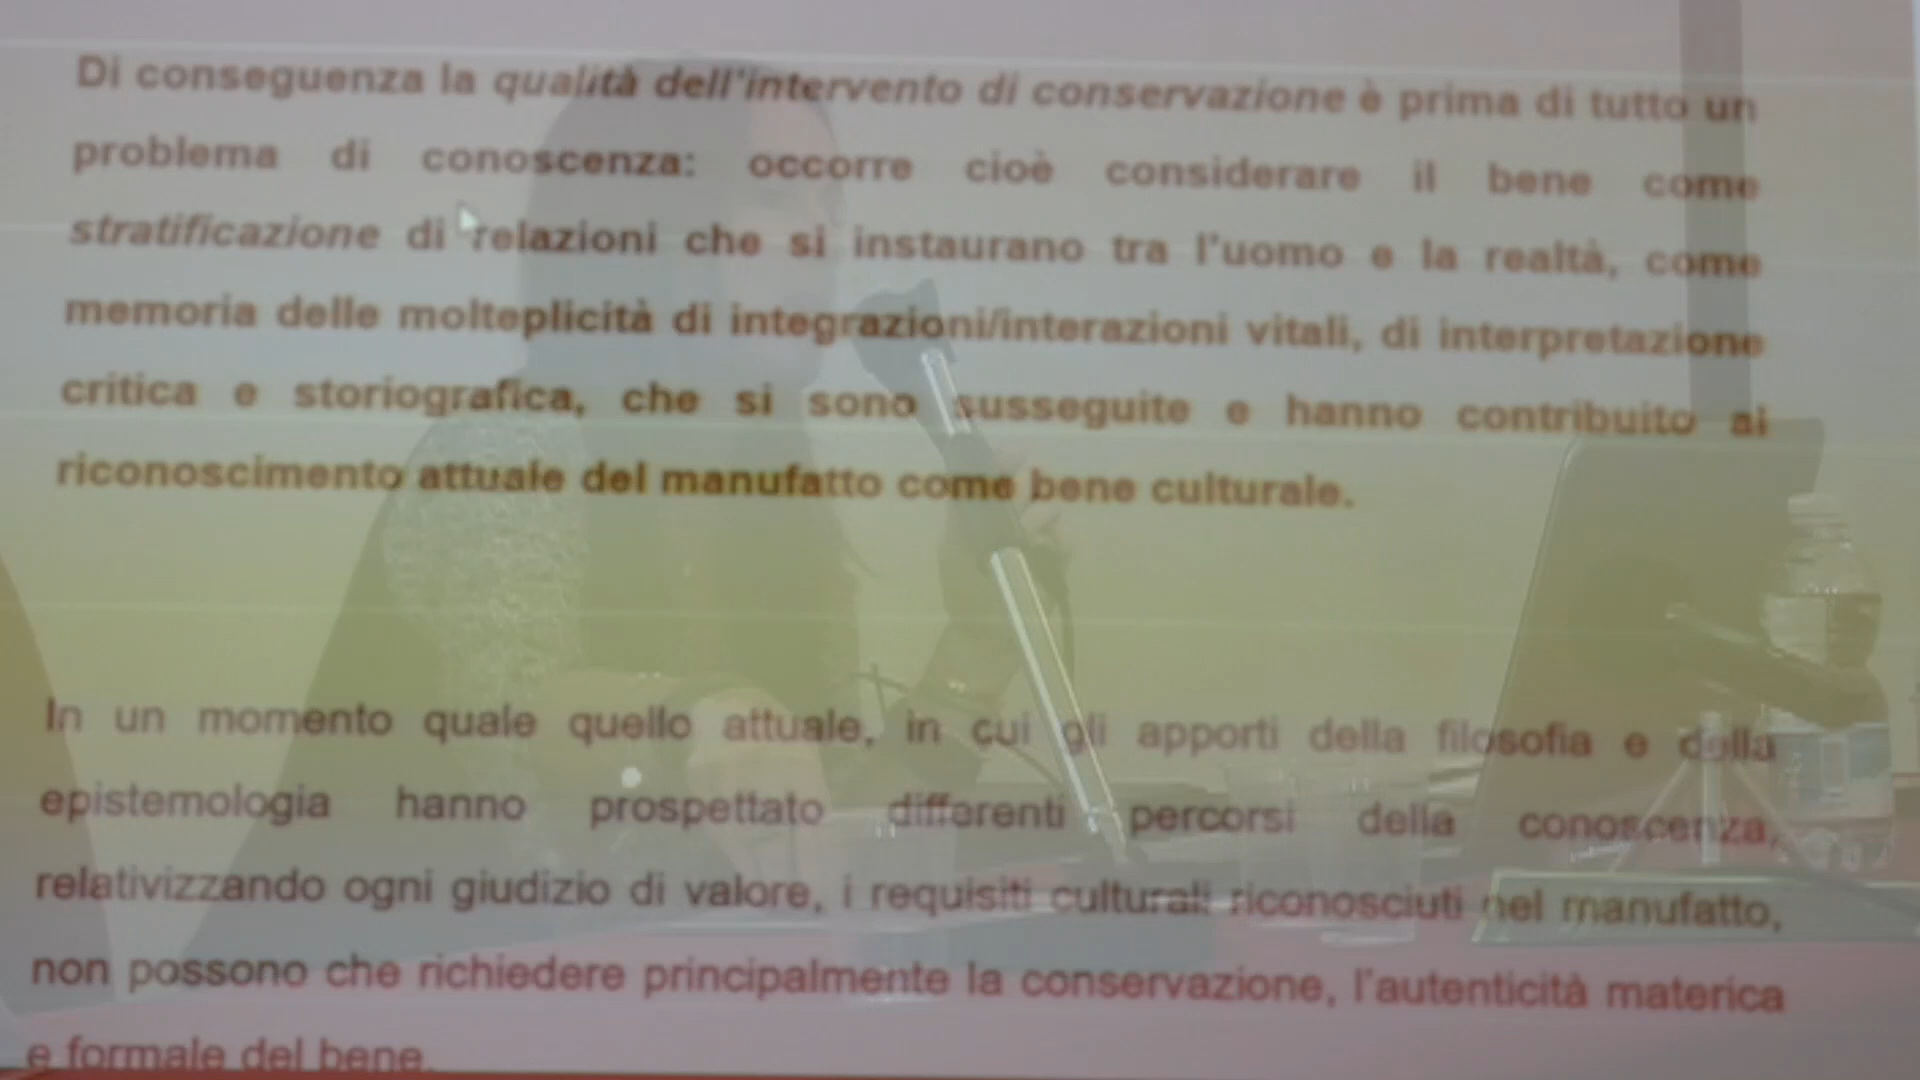 Di conseguenza la qualità dell'intervento di conservazione è prima di tutto un
problema di conoscenza: occorre cioè considerare il bene come
stratificazione di relazioni che si instaurano tra l'uomo e la realtà, come
memoria delle molteplicità di integrazioni/interazioni vitali, di interpretazione
critica e storiografica, che si sono susseguite e hanno contribuito al
riconoscimento attuale del manufatto come bene culturale.
In un momento quale quello attuale, in cui gli apporti della filosofia e della
epistemologia hanno prospettato differenti percorsi della conoscenza,
relativizzando ogni giudizio di valore, i requisiti culturali riconosciuti nel manufatto,
non possono che richiedere principalmente la conservazione, l'autenticità materica
e formale del bene.